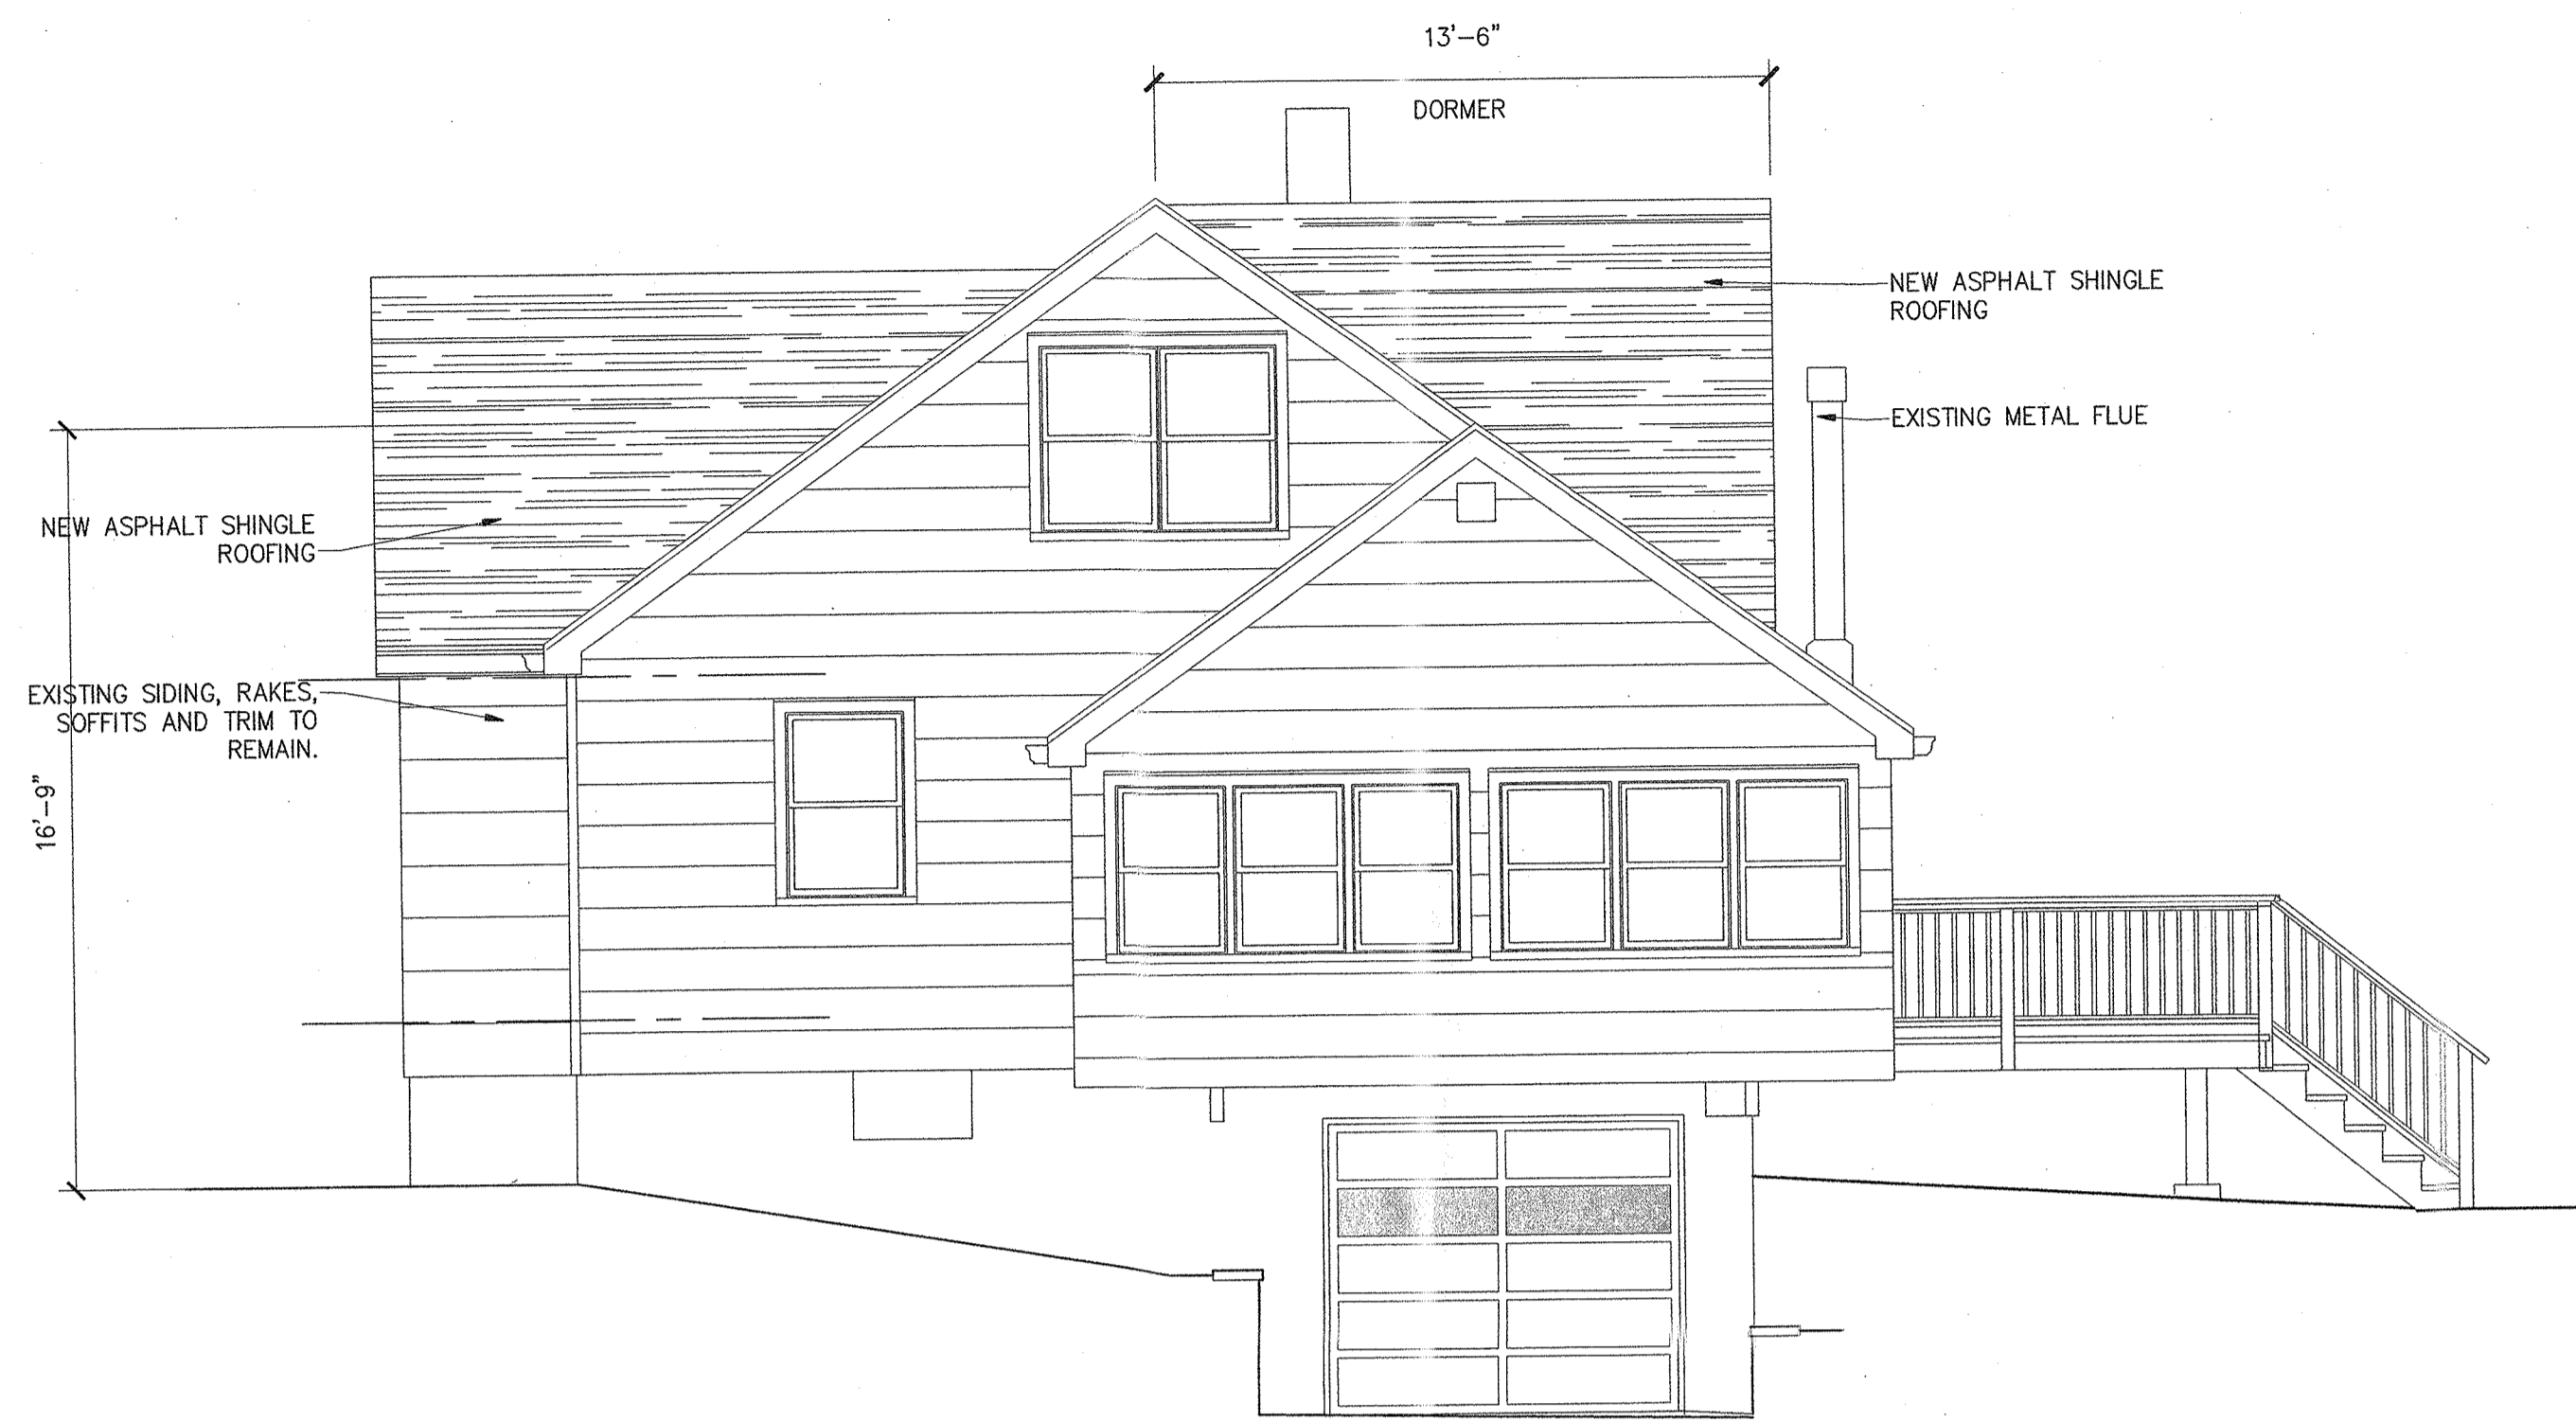 13'-6"
DORMER
NEW ASPHALT SHINGLE
ROOFING
EXISTING METAL FLUE
NEW ASPHALT SHINGLE
ROOFING
EXISTING SIDING, RAKES,
SOFFITS AND TRIM TO
REMAIN.
16'-9"